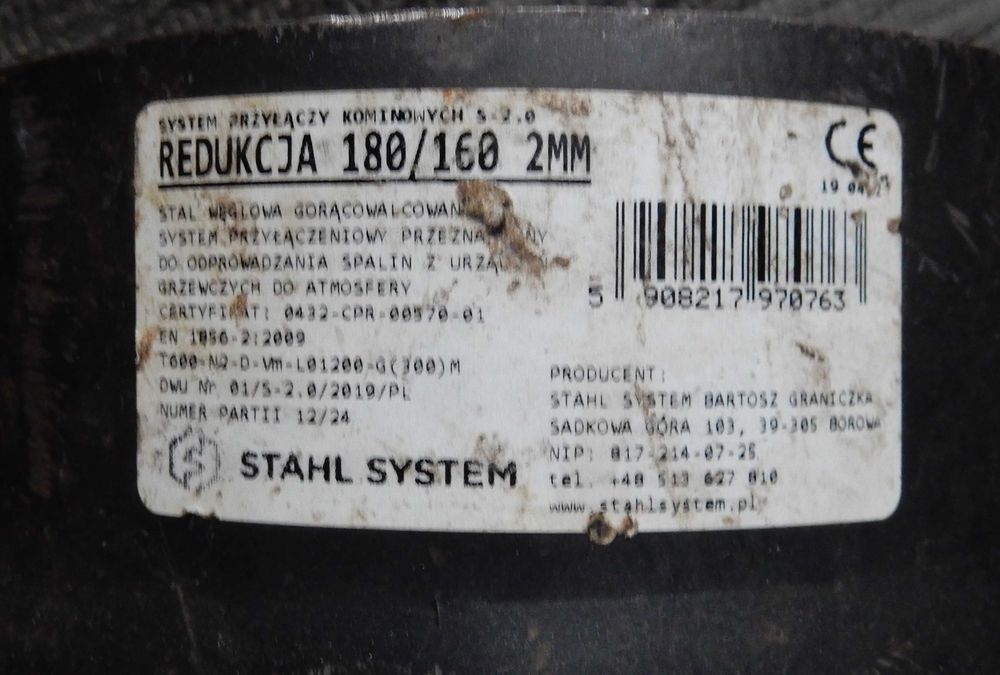 SYSTEM PRZYŁĄCZY KOMINOWYCH S-2.0
REDUKCJA 180/160 2MM
CE
19 04
STAL WĘGLOWA GORĄCOWALCOWAN
SYSTEM PRZYŁĄCZENIOWY
DO ODPROWADZANIA SPALIN Z
GRZEWCZYCH DO ATMOSFERY
CERTYFIKAT: 0432-CPR-00570-01
EN 1856-2:2009
T600-N2-D-Vm-L01200-G(300)M
DWU Nr 01/S-2.0/2019/PL
NUMER PARTII 12/24
STAHL SYSTEM
5 908217 970763
PRODUCENT:
STAHL SYSTEM BARTOSZ GRANICZKA
SADKOWA GÓRA 103, 39-305 BOROWA
NIP: 817-214-07-25
tel. +48 513 627 810
www.stahlsystem.pl